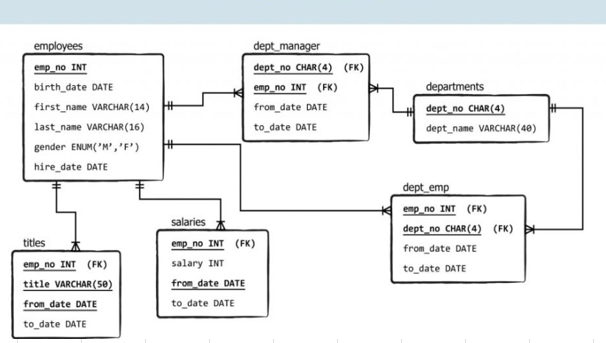 employees
emp_no INT
birth_date DATE
first_name VARCHAR(14)
last_name VARCHAR(16)
gender ENUM('M','F')
hire_date DATE
dept_manager
dept_no CHAR(4) (FK)
emp_no INT (FK)
from_date DATE
to_date DATE
departments
dept_no CHAR(4)
dept_name VARCHAR(40)
dept_emp
emp_no INT (FK)
dept_no CHAR(4) (FK)
from_date DATE
to_date DATE
salaries
emp_no INT (FK)
salary INT
from_date DATE
to_date DATE
titles
emp_no INT (FK)
title VARCHAR(50)
from_date DATE
to_date DATE